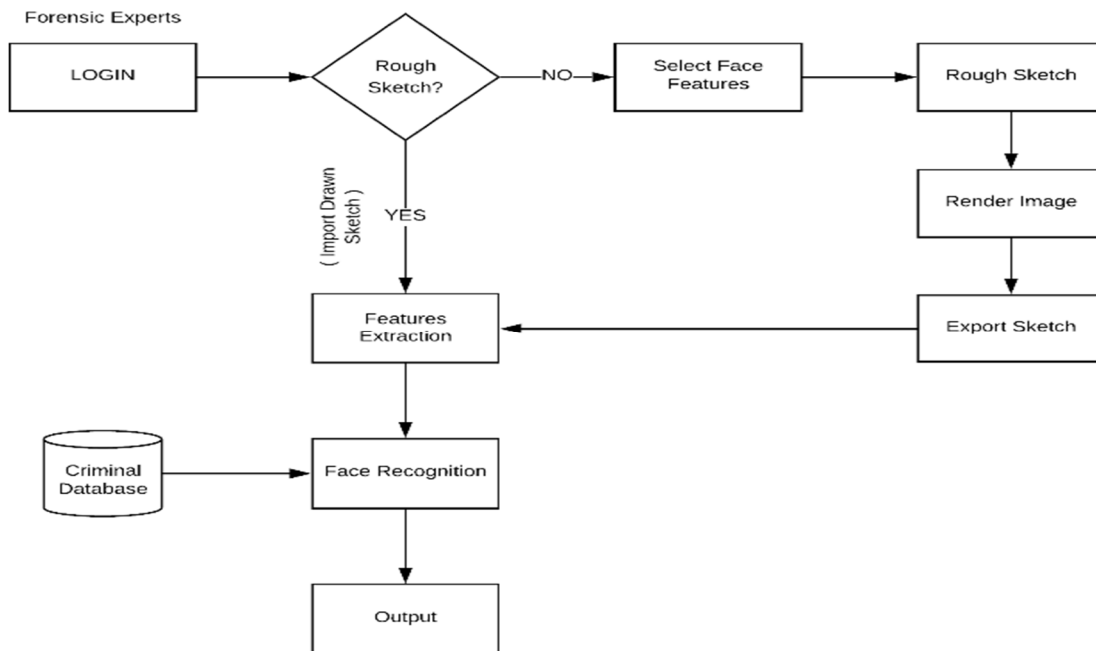 Forensic Experts
LOGIN
Rough
Sketch?
NO
Select Face
Features
Rough Sketch
Render Image
Export Sketch
YES
( Import Drawn
Sketch )
Features
Extraction
Criminal
Database
Face Recognition
Output